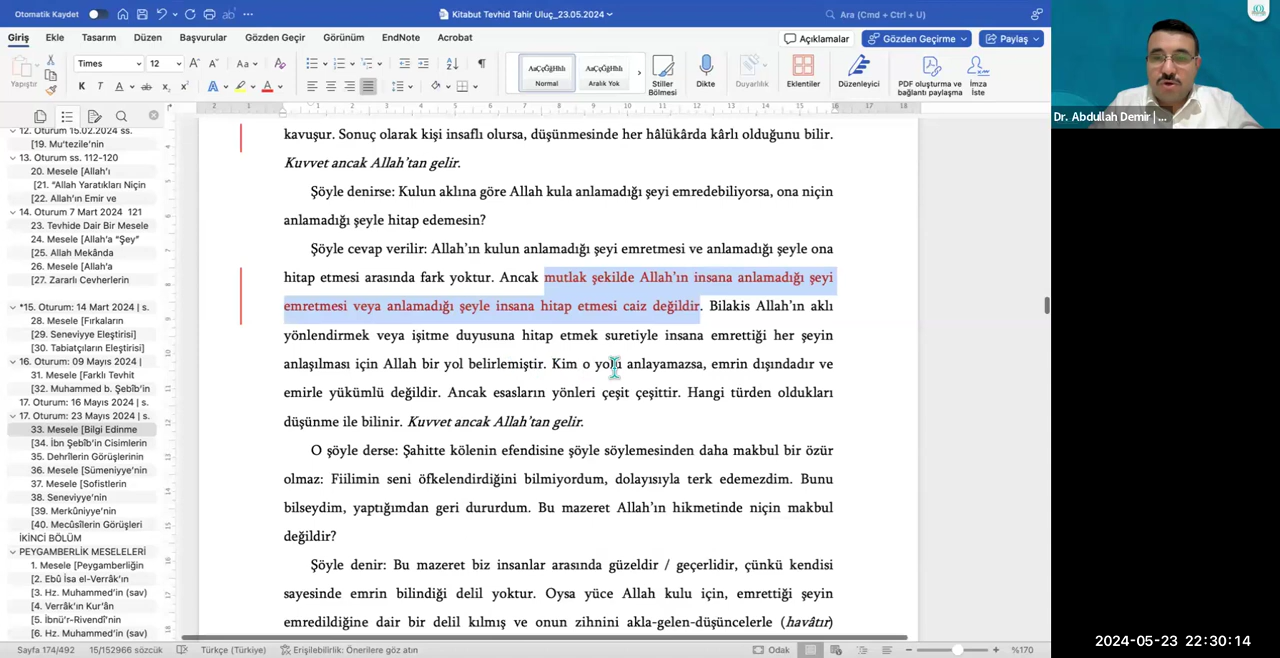 Otomatik Kaydet
Kitabut Tevhid Tahir Uluç_23.05.2024
Ara (Cmd + Ctrl + U)
Giriş Ekle Tasarım Düzen Başvurular Gözden Geçir Görünüm EndNote Acrobat
Açıklamalar Gözden Geçirme Paylaş
Yapıştır
Times 12
K T A ab x₂ x²
AaÇçĞğHhI AaÇçĞğHhI
Normal Aralık Yok
Stiller Bölmesi
Dikte
Duyarlılık
Eklentiler
Düzenleyici
PDF oluşturma ve bağlantı paylaşma
İmza İste
12. Oturum 15.02.2024 ss.
[19. Mu‘tezile’nin
13. Oturum ss. 112-120
20. Mesele [Allah’ı
[21. “Allah Yaratıkları Niçin
[22. Allah’ın Emir ve
14. Oturum 7 Mart 2024 121
23. Tevhide Dair Bir Mesele
24. Mesele [Allah’a “Şey”
[25. Allah Mekânda
26. Mesele [Allah’a
[27. Zararlı Cevherlerin
*15. Oturum: 14 Mart 2024 |
28. Mesele [Fırkaların
[29. Seneviyye Eleştirisi]
[30. Tabiatçıların Eleştirisi]
16. Oturum: 09 Mayıs 2024 |
31. Mesele [Farklı Tevhit
[32. Muhammed b. Şebîb’in
17. Oturum: 16 Mayıs 2024 |
17. Oturum: 23 Mayıs 2024 | s.
33. Mesele [Bilgi Edinme
[34. İbn Şebîb’in Cisimlerin
35. Dehrîlerin Görüşlerinin
36. Mesele [Sümeniyye’nin
37. Mesele [Sofistlerin
38. Seneviyye’nin
[39. Merkûniyye’nin
[40. Mecûsîlerin Görüşleri
İKİNCİ BÖLÜM
PEYGAMBERLİK MESELELERİ
1. Mesele [Peygamberliğin
[2. Ebû İsa el-Verrâk’ın
[3. Hz. Muhammed’in (sav)
[4. Verrâk’ın Kur’ân
[5. İbnü’r-Rivendî’nin
[6. Hz. Muhammed’in (sav)
kavuşur. Sonuç olarak kişi insaflı olursa, düşünmesinde her hâlükârda kârlı olduğunu bilir.
Kuvvet ancak Allah’tan gelir.
Şöyle denirse: Kulun aklına göre Allah kula anlamadığı şeyi emredebiliyorsa, ona niçin
anlamadığı şeyle hitap edemesin?
Şöyle cevap verilir: Allah’ın kulun anlamadığı şeyi emretmesi ve anlamadığı şeyle ona
hitap etmesi arasında fark yoktur. Ancak mutlak şekilde Allah’ın insana anlamadığı şeyi
emretmesi veya anlamadığı şeyle insana hitap etmesi caiz değildir. Bilakis Allah’ın aklı
yönlendirmek veya işitme duyusuna hitap etmek suretiyle insana emrettiği her şeyin
anlaşılması için Allah bir yol belirlemiştir. Kim o yolu anlayamazsa, emrin dışındadır ve
emirle yükümlü değildir. Ancak esasların yönleri çeşit çeşittir. Hangi türden oldukları
düşünme ile bilinir. Kuvvet ancak Allah’tan gelir.
O şöyle derse: Şahitte kölenin efendisine şöyle söylemesinden daha makbul bir özür
olmaz: Fiilimin seni öfkelendirdiğini bilmiyordum, dolayısıyla terk edemezdim. Bunu
bilseydim, yaptığımdan geri dururdum. Bu mazeret Allah’ın hikmetinde niçin makbul
değildir?
Şöyle denir: Bu mazeret biz insanlar arasında güzeldir / geçerlidir, çünkü kendisi
sayesinde emrin bilindiği delil yoktur. Oysa yüce Allah kulu için, emrettiği şeyin
emredildiğine dair bir delil kılmış ve onun zihnini akla-gelen-düşüncelerle (havâtır)
Sayfa 174/492 15/152966 sözcük Türkçe (Türkiye) Erişilebilirlik: Önerilere göz atın Odak %170
Dr. Abdullah Demir | ...
2024-05-23 22:30:14